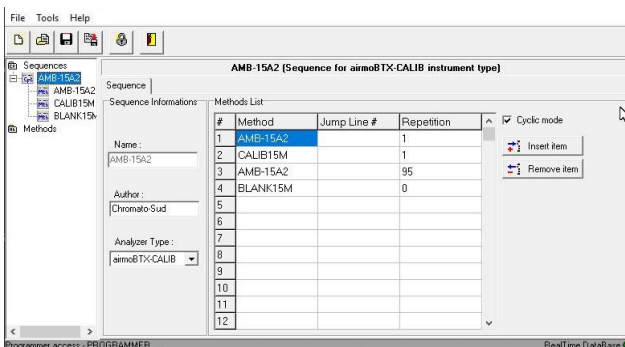 File Tools Help
Sequences
AMB-15A2
AMB-15A2
CALIB15M
BLANK15M
Methods
AMB-15A2 (Sequence for airmoBTX-CALIB instrument type)
Sequence
Sequence Informations
Name :
AMB-15A2
Author :
Chromato-Sud
Analyzer Type :
airmoBTX-CALIB
Methods List
# Method Jump Line # Repetition
1 AMB-15A2 1
2 CALIB15M 1
3 AMB-15A2 95
4 BLANK15M 0
5
6
7
8
9
10
11
12
Cyclic mode
Insert item
Remove item
Programmer access - PROGRAMMER
RealTime DataBase